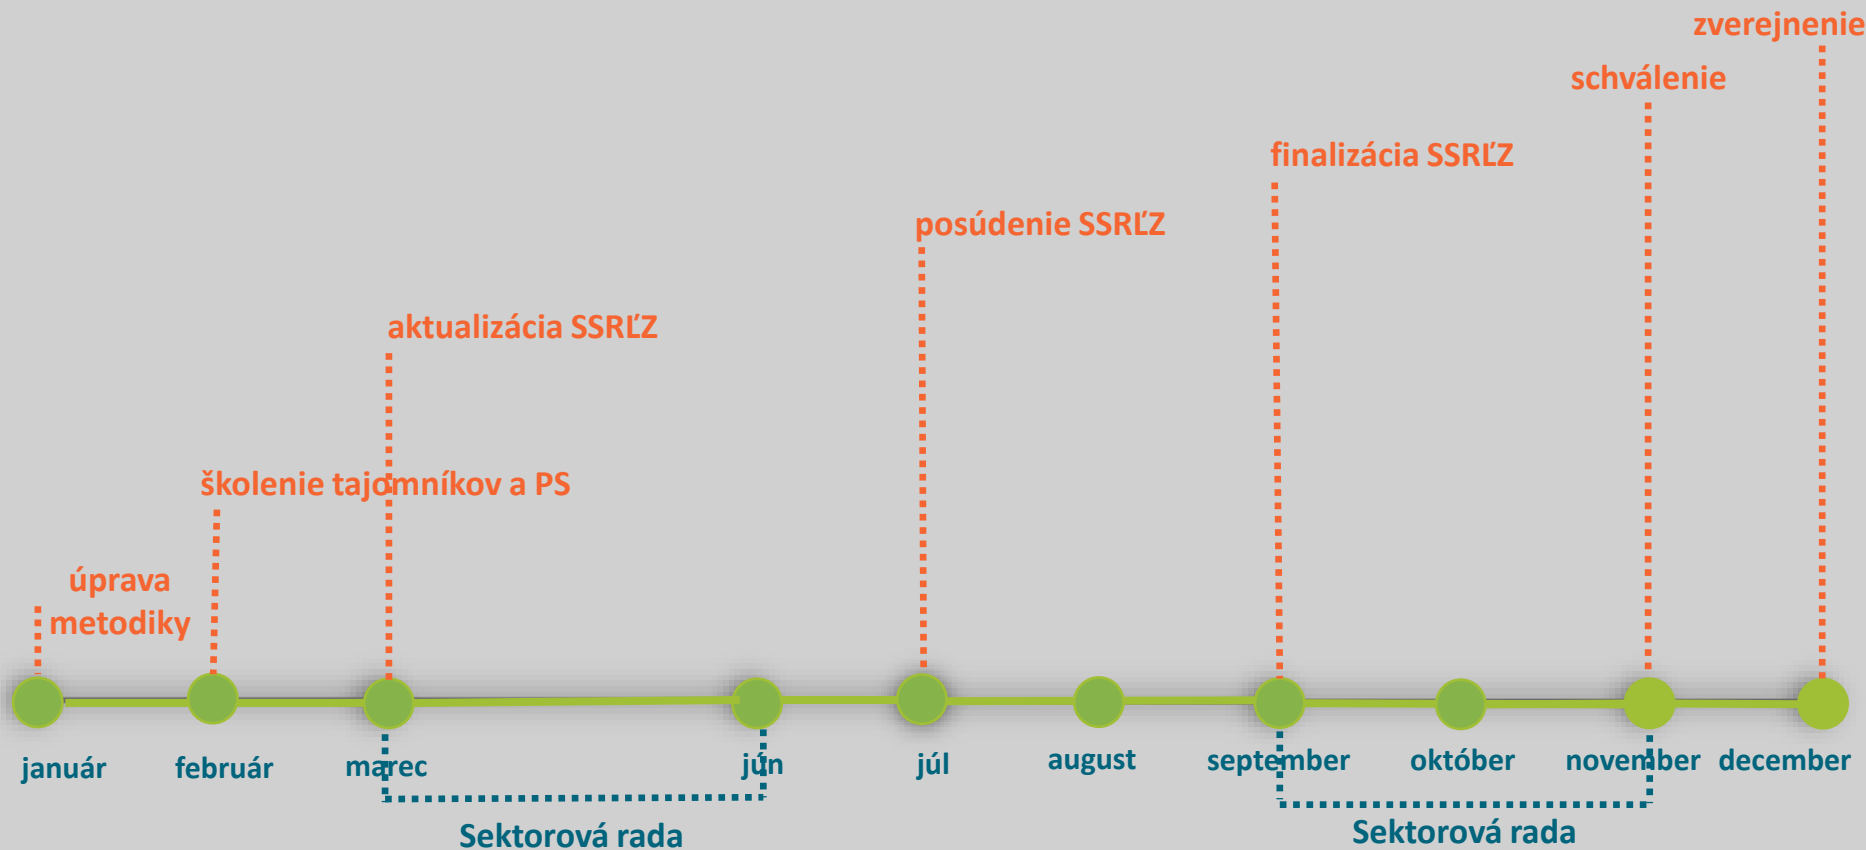 zverejnenie
schválenie
finalizácia SSRĽZ
posúdenie SSRĽZ
aktualizácia SSRĽZ
školenie tajomníkov a PS
úprava
metodiky
január
február
marec
jún
júl
august
september
október
november
december
Sektorová rada
Sektorová rada